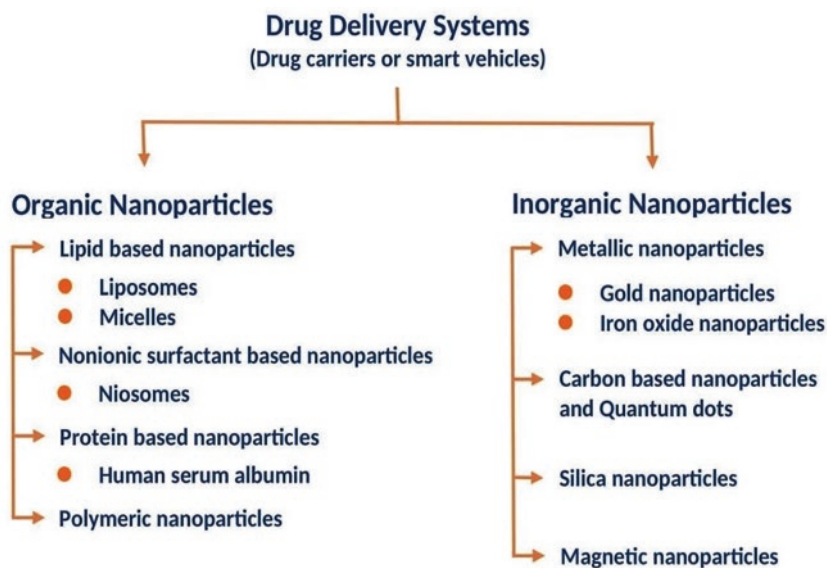 Drug Delivery Systems
(Drug carriers or smart vehicles)
Organic Nanoparticles
Lipid based nanoparticles
Liposomes
Micelles
Nonionic surfactant based nanoparticles
Niosomes
Protein based nanoparticles
Human serum albumin
Polymeric nanoparticles
Inorganic Nanoparticles
Metallic nanoparticles
Gold nanoparticles
Iron oxide nanoparticles
Carbon based nanoparticles
and Quantum dots
Silica nanoparticles
Magnetic nanoparticles